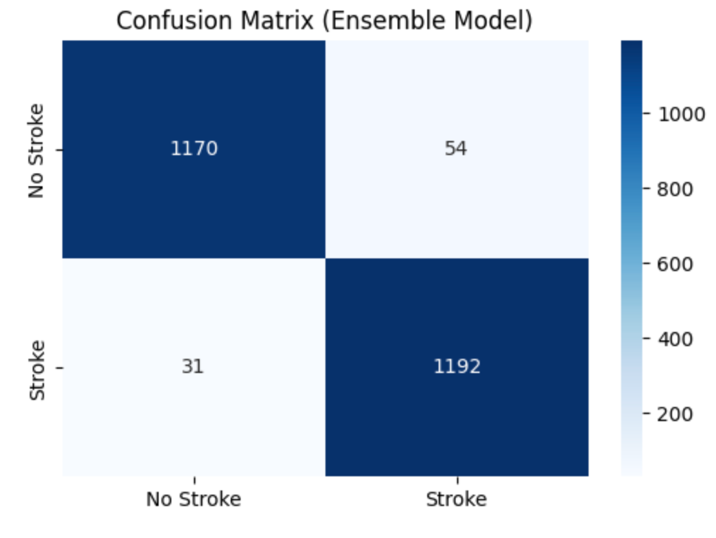 Confusion Matrix (Ensemble Model)
No Stroke
1170
54
Stroke
31
1192
No Stroke
Stroke
1000
800
600
400
200